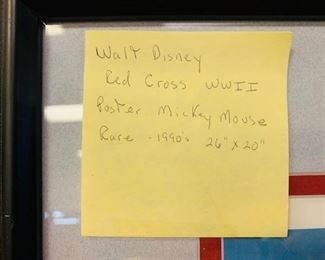 Walt Disney
Red Cross WWII
Poster Mickey Mouse
Rare - 1990's 26" x 20"